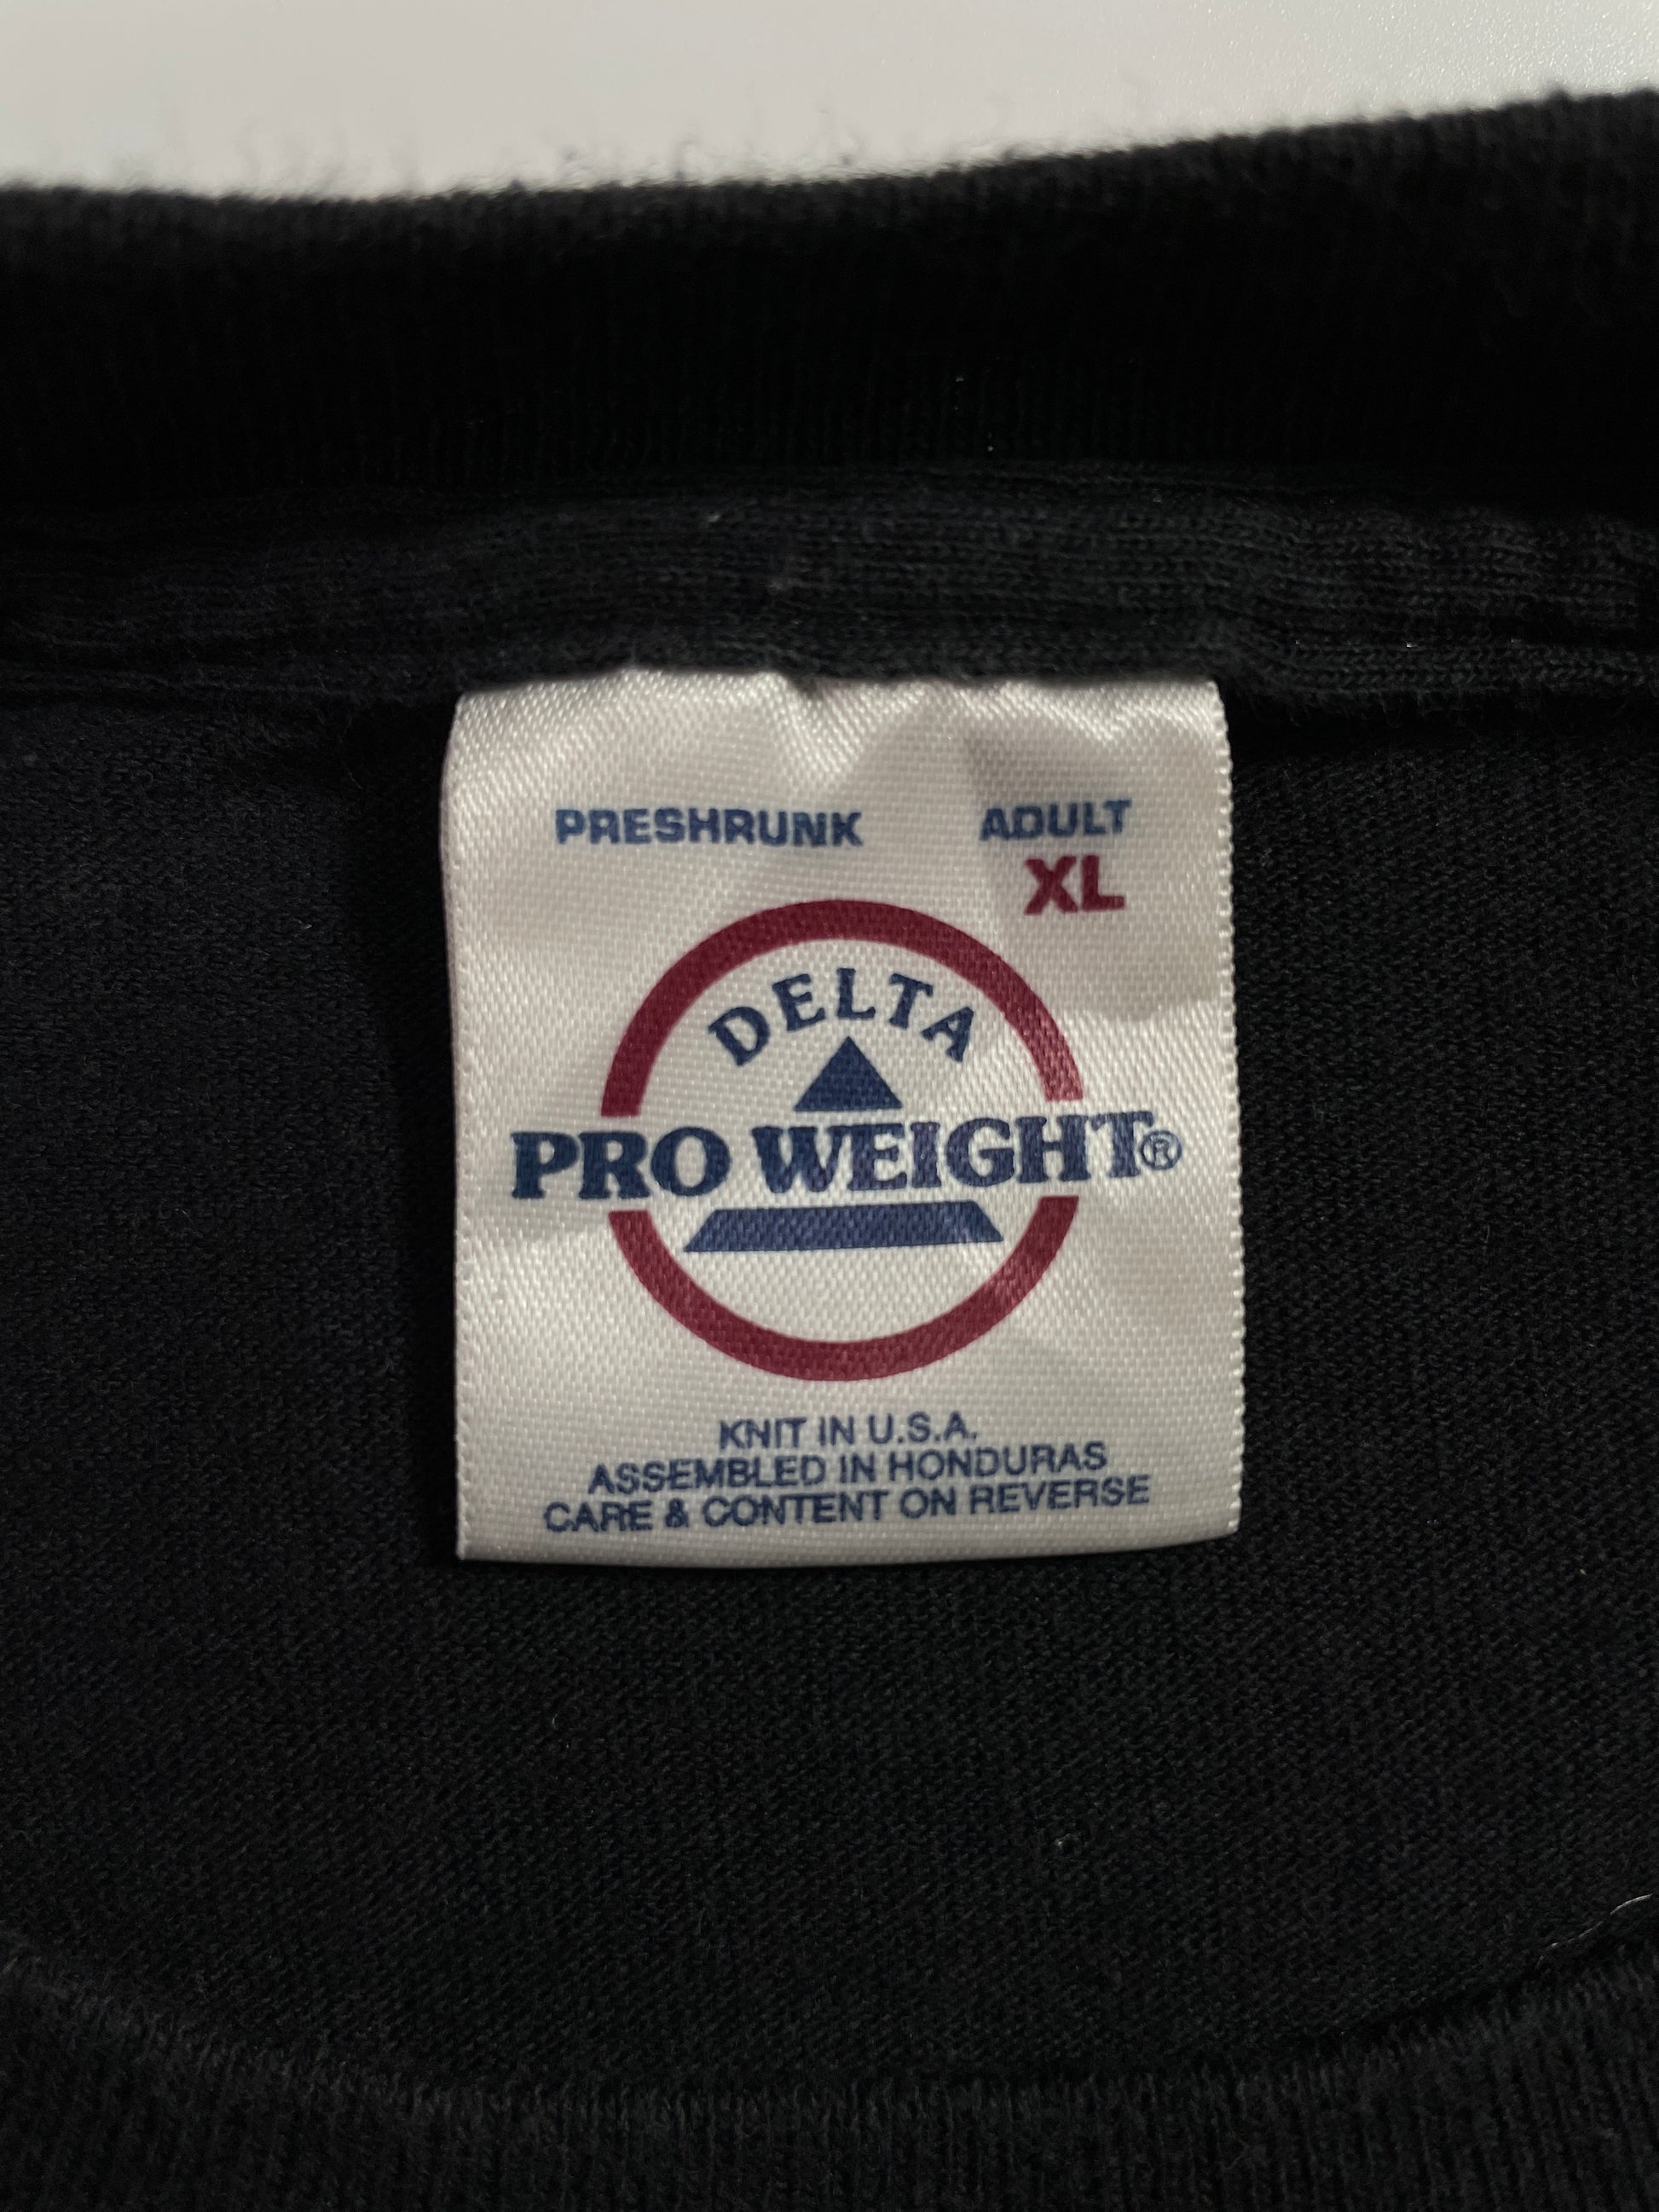 PRESHRUNK ADULT
XL
DELTA
PRO WEIGHT®
KNIT IN U.S.A.
ASSEMBLED IN HONDURAS
CARE & CONTENT ON REVERSE